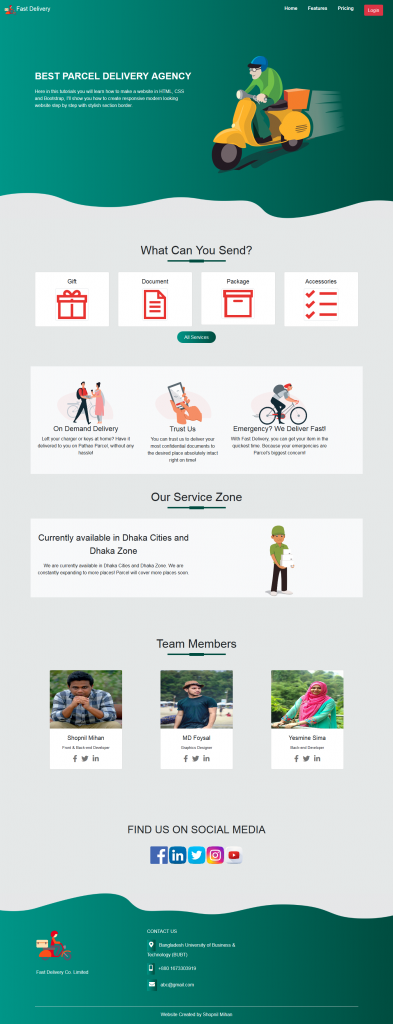 Fast Delivery
Home Features Pricing Login
BEST PARCEL DELIVERY AGENCY
Here in this tutorials you will learn how to make a website in HTML, CSS
and Bootstrap, I'll show you how to create responsive modern looking
website step by step with stylish section border.
What Can You Send?
Gift Document Package Accessories
All Services
On Demand Delivery
Left your charger or keys at home? Have it
delivered to you on Pathao Parcel, without any
hassle!
Trust Us
You can trust us to deliver your
most confidential documents to
the desired place absolutely intact
right on time!
Emergency? We Deliver Fast!
With Fast Delivery, you can get your item in the
quickest time. Because your emergencies are
Parcel's biggest concern!
Our Service Zone
Currently available in Dhaka Cities and
Dhaka Zone
We are currently available in Dhaka Cities and Dhaka Zone. We are
constantly expanding to more places! Parcel will cover more places soon.
Team Members
Shopnil Mihan
Front & Back-end Developer
MD Foysal
Graphics Designer
Yesmine Sima
Back-end Developer
FIND US ON SOCIAL MEDIA
Fast Delivery Co. Limited
CONTACT US
Bangladesh University of Business &
Technology (BUBT)
+880 1873303919
abc@gmail.com
Website Created by Shopnil Mihan